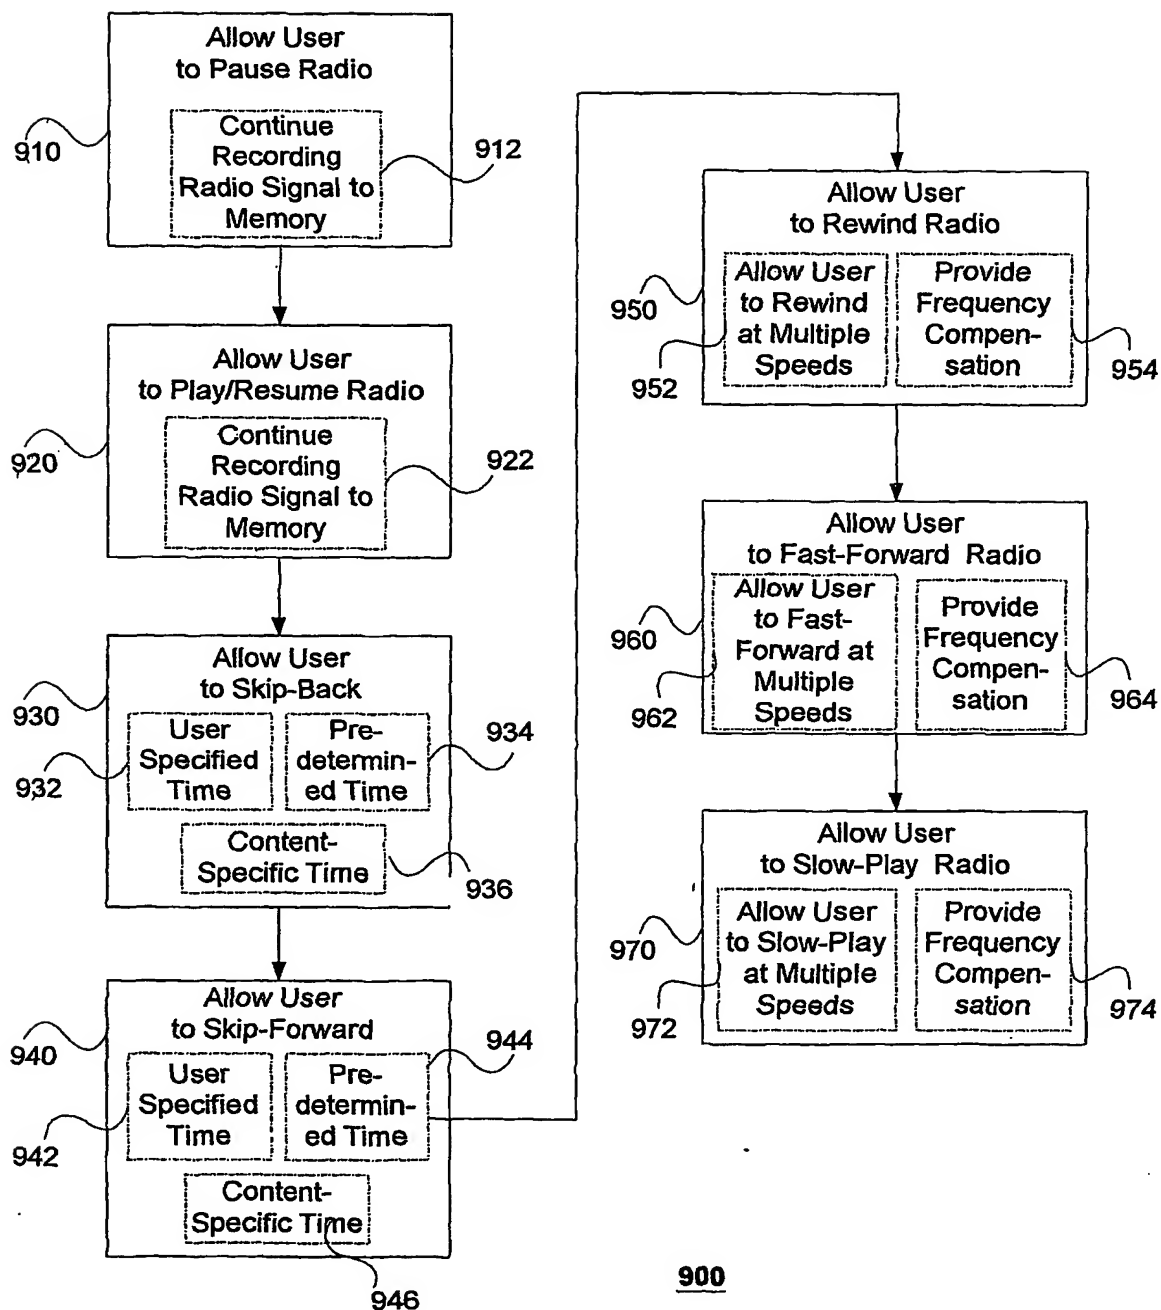 Allow User
to Pause Radio
910
Continue
Recording
Radio Signal to
Memory
912
Allow User
to Play/Resume Radio
920
Continue
Recording
Radio Signal to
Memory
922
Allow User
to Skip-Back
930
User
Specified
Time
932
Pre-
determin-
ed Time
934
Content-
Specific Time
936
Allow User
to Skip-Forward
940
User
Specified
Time
942
Pre-
determin-
ed Time
944
Content-
Specific Time
946
Allow User
to Rewind Radio
950
Allow User
to Rewind
at Multiple
Speeds
952
Provide
Frequency
Compen-
sation
954
Allow User
to Fast-Forward Radio
960
Allow User
to Fast-
Forward at
Multiple
Speeds
962
Provide
Frequency
Compen-
sation
964
Allow User
to Slow-Play Radio
970
Allow User
to Slow-Play
at Multiple
Speeds
972
Provide
Frequency
Compen-
sation
974
900